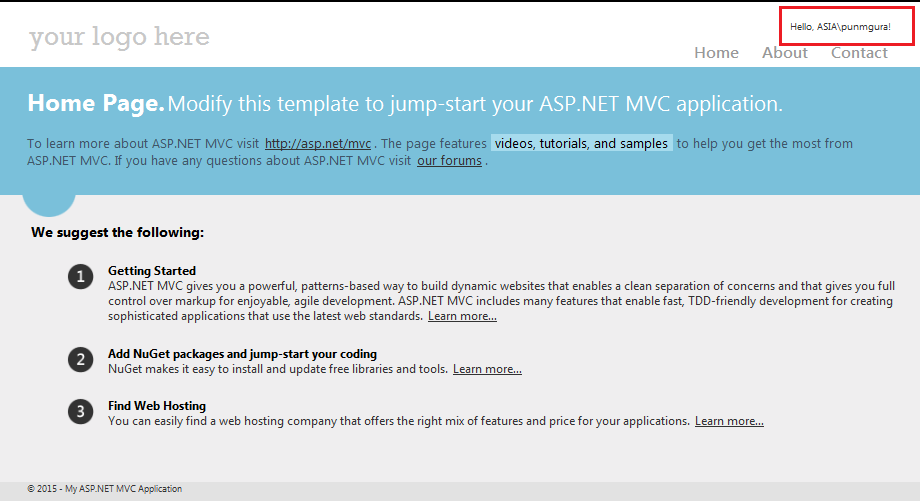 Hello, ASIA\punmgura!
your logo here
Home About Contact
Home Page. Modify this template to jump-start your ASP.NET MVC application.
To learn more about ASP.NET MVC visit http://asp.net/mvc . The page features videos, tutorials, and samples to help you get the most from
ASP.NET MVC. If you have any questions about ASP.NET MVC visit our forums .
We suggest the following:
1 Getting Started
ASP.NET MVC gives you a powerful, patterns-based way to build dynamic websites that enables a clean separation of concerns and that gives you full
control over markup for enjoyable, agile development. ASP.NET MVC includes many features that enable fast, TDD-friendly development for creating
sophisticated applications that use the latest web standards. Learn more...
2 Add NuGet packages and jump-start your coding
NuGet makes it easy to install and update free libraries and tools. Learn more...
3 Find Web Hosting
You can easily find a web hosting company that offers the right mix of features and price for your applications. Learn more...
© 2015 - My ASP.NET MVC Application